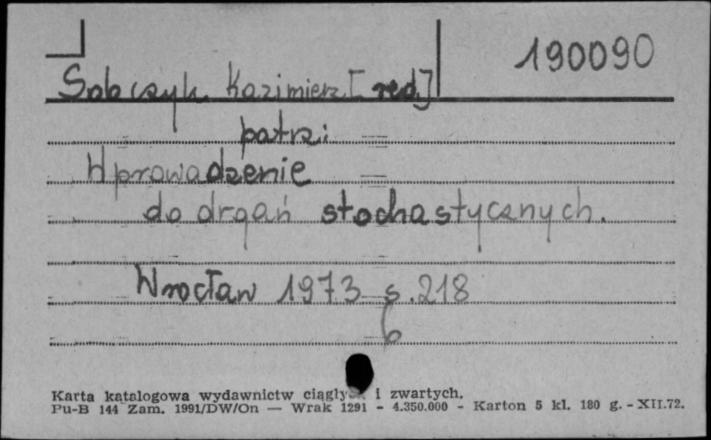 190090
Sobczyk Kazimierz [red.]
patrz:
Wprowadzenie
do drgań stochastycznych.
Wrocław 1973 s. 218
6
Karta katalogowa wydawnictw ciągły i zwartych.
Pu-B 144 Zam. 1991/DW/On — Wrak 1291 - 4.350.000 - Karton 5 kl. 180 g. - XII.72.